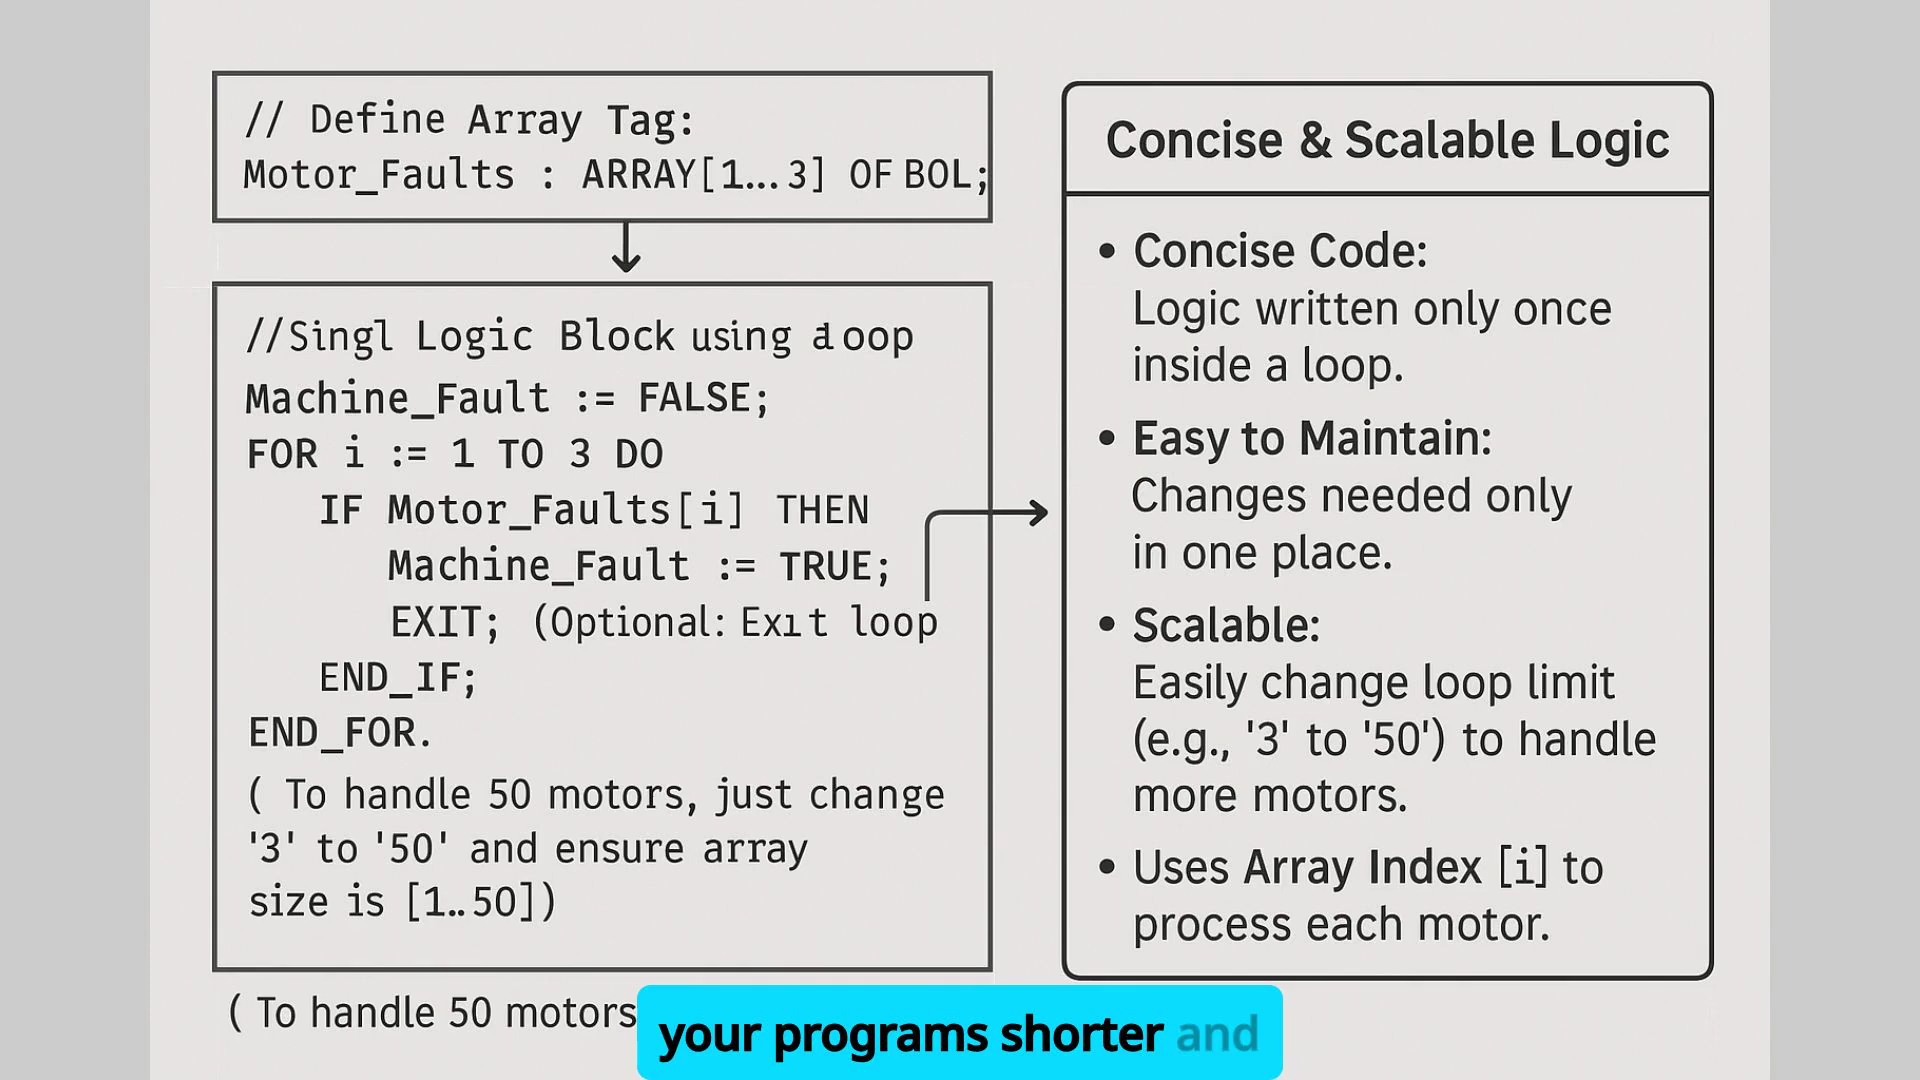 // Define Array Tag:
Motor_Faults : ARRAY[1...3] OF BOL;
//Singl Logic Block using a oop
Machine_Fault := FALSE;
FOR i := 1 TO 3 DO
IF Motor_Faults[i] THEN
Machine_Fault := TRUE;
EXIT; (Optional: Exit loop
END_IF;
END_FOR.
( To handle 50 motors, just change
'3' to '50' and ensure array
size is [1..50])
( To handle 50 motors
Concise & Scalable Logic
• Concise Code:
Logic written only once
inside a loop.
• Easy to Maintain:
Changes needed only
in one place.
• Scalable:
Easily change loop limit
(e.g., '3' to '50') to handle
more motors.
• Uses Array Index [i] to
process each motor.
your programs shorter and